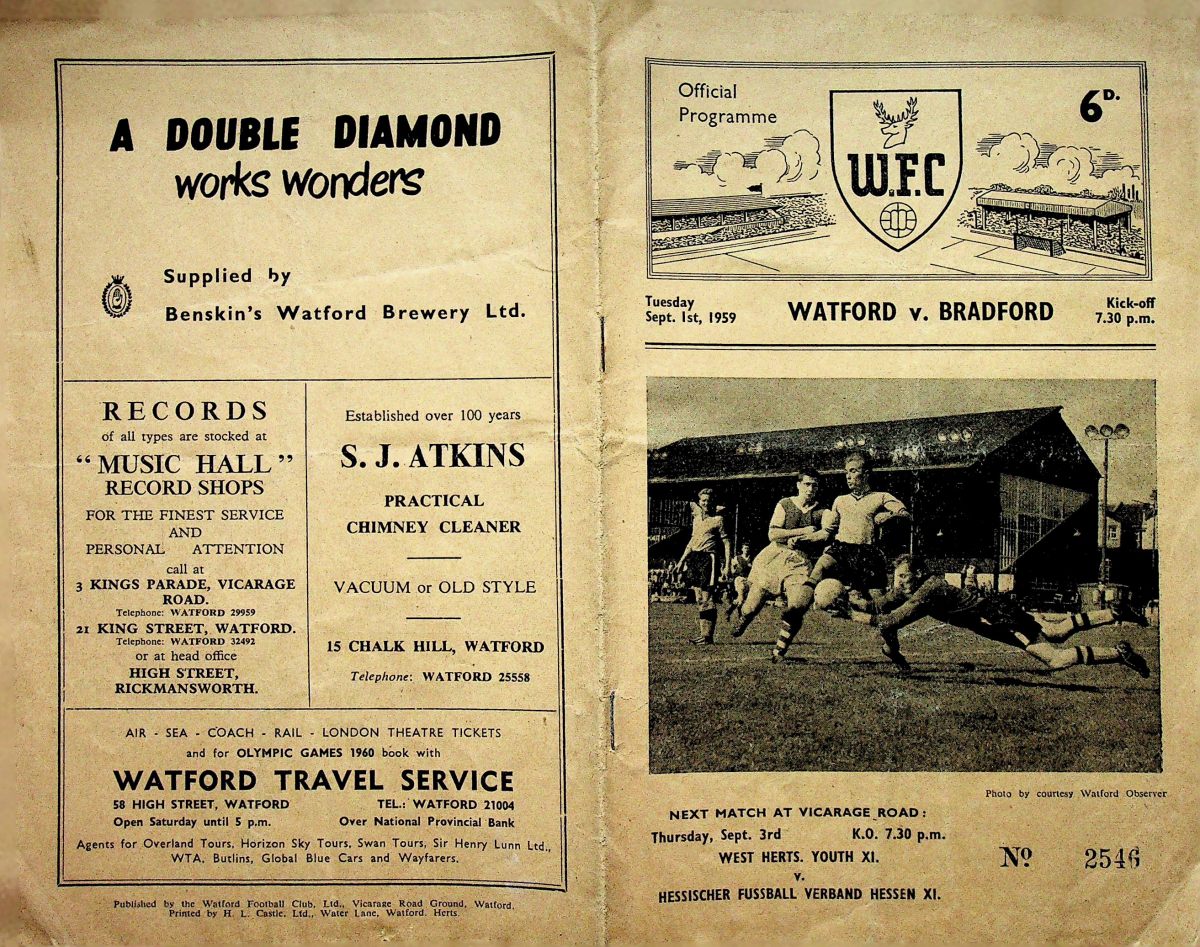 A DOUBLE DIAMOND
works wonders
Supplied by
Benskin's Watford Brewery Ltd.
RECORDS
of all types are stocked at
“MUSIC HALL”
RECORD SHOPS
FOR THE FINEST SERVICE
AND
PERSONAL ATTENTION
call at
3 KINGS PARADE, VICARAGE
ROAD.
Telephone: WATFORD 29959
21 KING STREET, WATFORD.
Telephone: WATFORD 32492
or at head office
HIGH STREET,
RICKMANSWORTH.
Established over 100 years
S. J. ATKINS
PRACTICAL
CHIMNEY CLEANER
VACUUM or OLD STYLE
15 CHALK HILL, WATFORD
Telephone: WATFORD 25558
AIR - SEA - COACH - RAIL - LONDON THEATRE TICKETS
and for OLYMPIC GAMES 1960 book with
WATFORD TRAVEL SERVICE
58 HIGH STREET, WATFORD TEL.: WATFORD 21004
Open Saturday until 5 p.m. Over National Provincial Bank
Agents for Overland Tours, Horizon Sky Tours, Swan Tours, Sir Henry Lunn Ltd.,
WTA, Butlins, Global Blue Cars and Wayfarers.
Published by the Watford Football Club, Ltd., Vicarage Road Ground, Watford.
Printed by H. L. Castle, Ltd., Water Lane, Watford. Herts.
Official
Programme
6D.
W.F.C
Tuesday
Sept. 1st, 1959
WATFORD v. BRADFORD
Kick-off
7.30 p.m.
Photo by courtesy Watford Observer
NEXT MATCH AT VICARAGE ROAD:
Thursday, Sept. 3rd K.O. 7.30 p.m.
WEST HERTS. YOUTH XI.
v.
HESSISCHER FUSSBALL VERBAND HESSEN XI.
No 2546